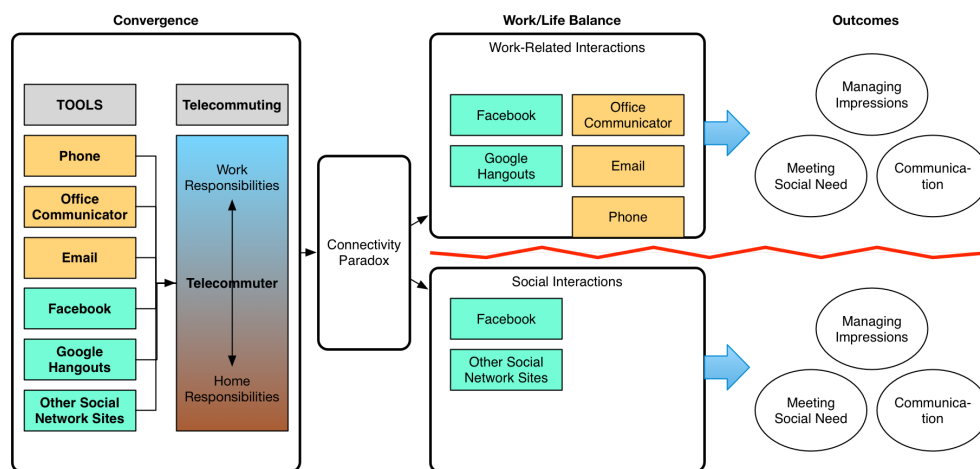 Convergence
Work/Life Balance
Outcomes
TOOLS
Telecommuting
Phone
Office
Communicator
Email
Facebook
Google
Hangouts
Other Social
Network Sites
Work
Responsibilities
Telecommuter
Home
Responsibilities
Connectivity
Paradox
Work-Related Interactions
Facebook
Office
Communicator
Google
Hangouts
Email
Phone
Managing
Impressions
Meeting
Social Need
Communica-
tion
Social Interactions
Facebook
Other Social
Network Sites
Managing
Impressions
Meeting
Social Need
Communica-
tion